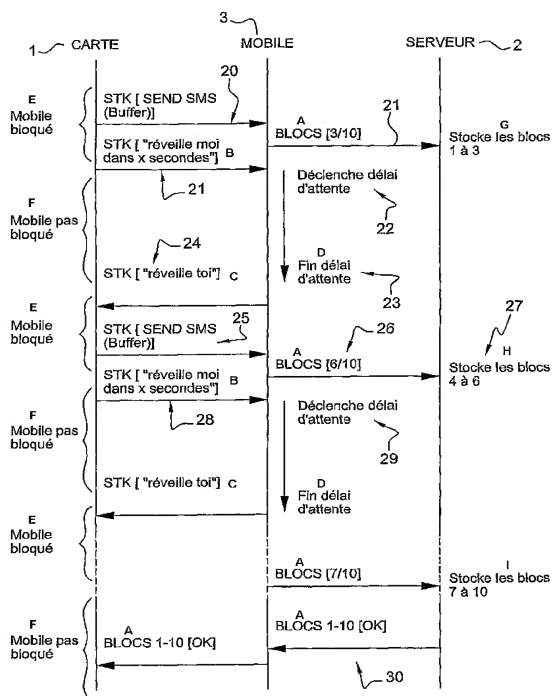 3
1 CARTE MOBILE SERVEUR 2
E
Mobile
bloqué
STK [ SEND SMS
(Buffer)]
20
A
BLOCS [3/10]
21
G
Stocke les blocs
1 à 3
STK [ "réveille moi
dans x secondes"] B
21
Déclenche délai
d'attente
22
F
Mobile pas
bloqué
24
STK [ "réveille toi"] C
D
Fin délai
d'attente
23
E
Mobile
bloqué
25
STK [ SEND SMS
(Buffer)]
A
BLOCS [6/10]
26
27
H
Stocke les blocs
4 à 6
STK [ "réveille moi
dans x secondes"] B
28
Déclenche délai
d'attente
29
F
Mobile pas
bloqué
STK [ "réveille toi"] C
D
Fin délai
d'attente
E
Mobile
bloqué
A
BLOCS [7/10]
I
Stocke les blocs
7 à 10
F
Mobile pas
bloqué
A
BLOCS 1-10 [OK]
A
BLOCS 1-10 [OK]
30